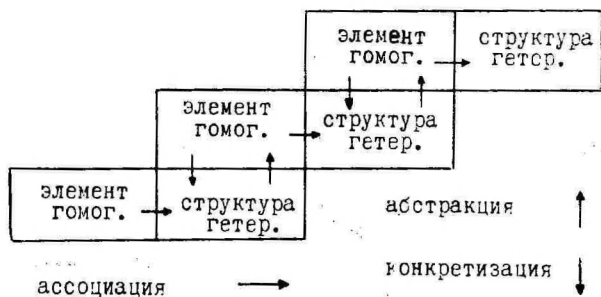 элемент
гомог.
структура
гетер.
элемент
гомог.
структура
гетер.
элемент
гомог.
структура
гетер.
абстракция
конкретизация
ассоциация